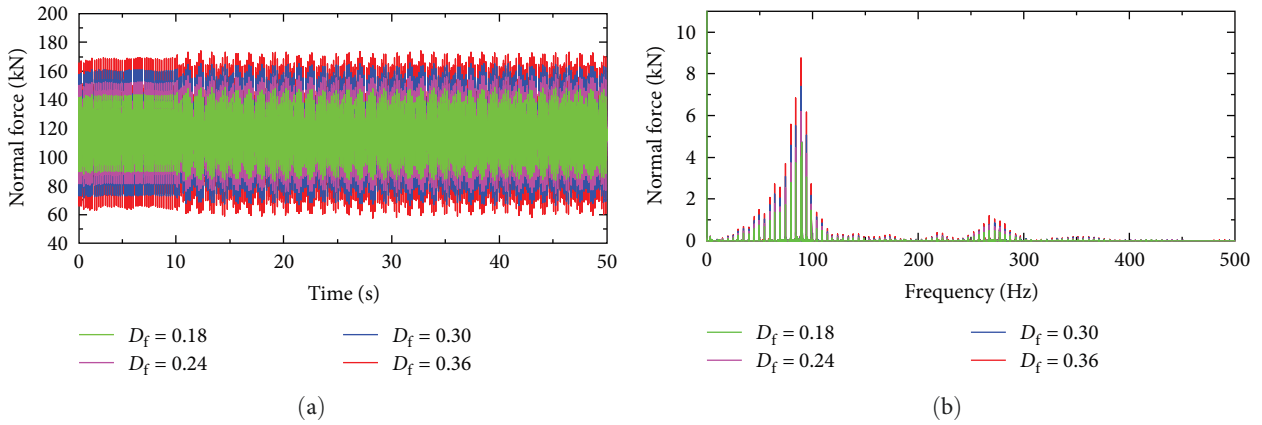 Normal force (kN)
200
180
160
140
120
100
80
60
40
0
10
20
30
40
50
Time (s)
D_f = 0.18
D_f = 0.30
D_f = 0.24
D_f = 0.36
(a)
Normal force (kN)
10
8
6
4
2
0
0
100
200
300
400
500
Frequency (Hz)
D_f = 0.18
D_f = 0.30
D_f = 0.24
D_f = 0.36
(b)